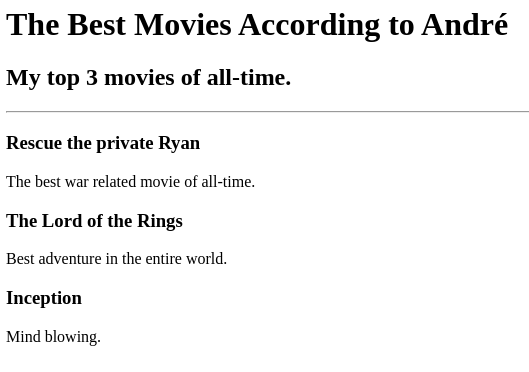 The Best Movies According to André
My top 3 movies of all-time.
Rescue the private Ryan
The best war related movie of all-time.
The Lord of the Rings
Best adventure in the entire world.
Inception
Mind blowing.